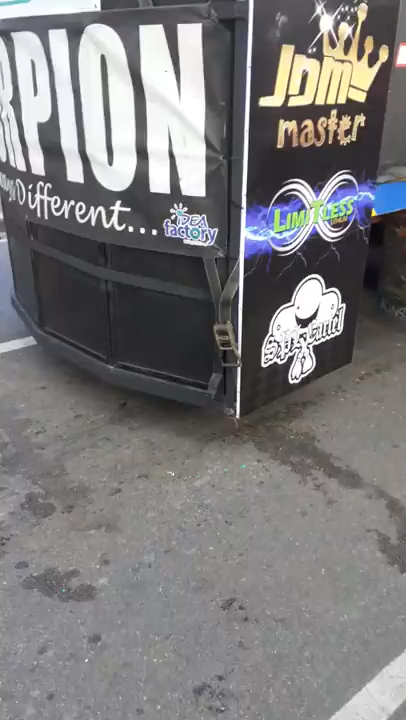 RPION
Different...
IDEA
factory
JDM
master
LIMITLESS